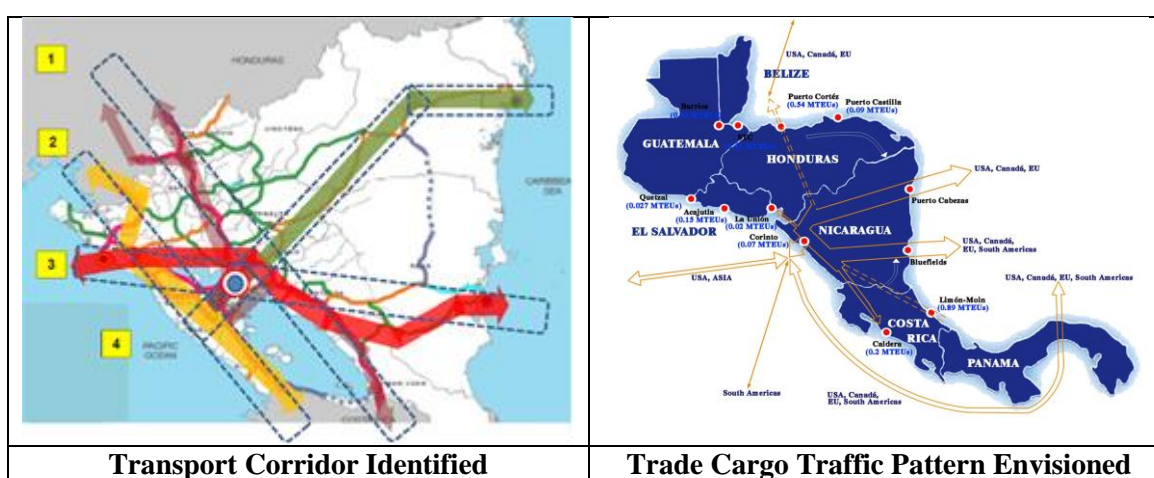 1
HONDURAS
2
CARIBBEAN
SEA
3
4
PACIFIC
OCEAN
Transport Corridor Identified
USA, Canadá, EU
BELIZE
Puerto Cortéz
(0.54 MTEUs)
Puerto Castilla
(0.09 MTEUs)
Barrios
GUATEMALA
HONDURAS
USA, Canadá, EU
Quetzal
(0.027 MTEUs)
Acajutla
(0.15 MTEUs)
La Unión
(0.02 MTEUs)
Puerto Cabezas
EL SALVADOR
Corinto
(0.07 MTEUs)
NICARAGUA
USA, Canadá,
EU, South Americas
Bluefields
USA, ASIA
USA, Canadá, EU, South Americas
Limón-Moín
(0.89 MTEUs)
COSTA
RICA
Caldera
(0.2 MTEUs)
PANAMA
South Americas
USA, Canadá,
EU, South Americas
Trade Cargo Traffic Pattern Envisioned